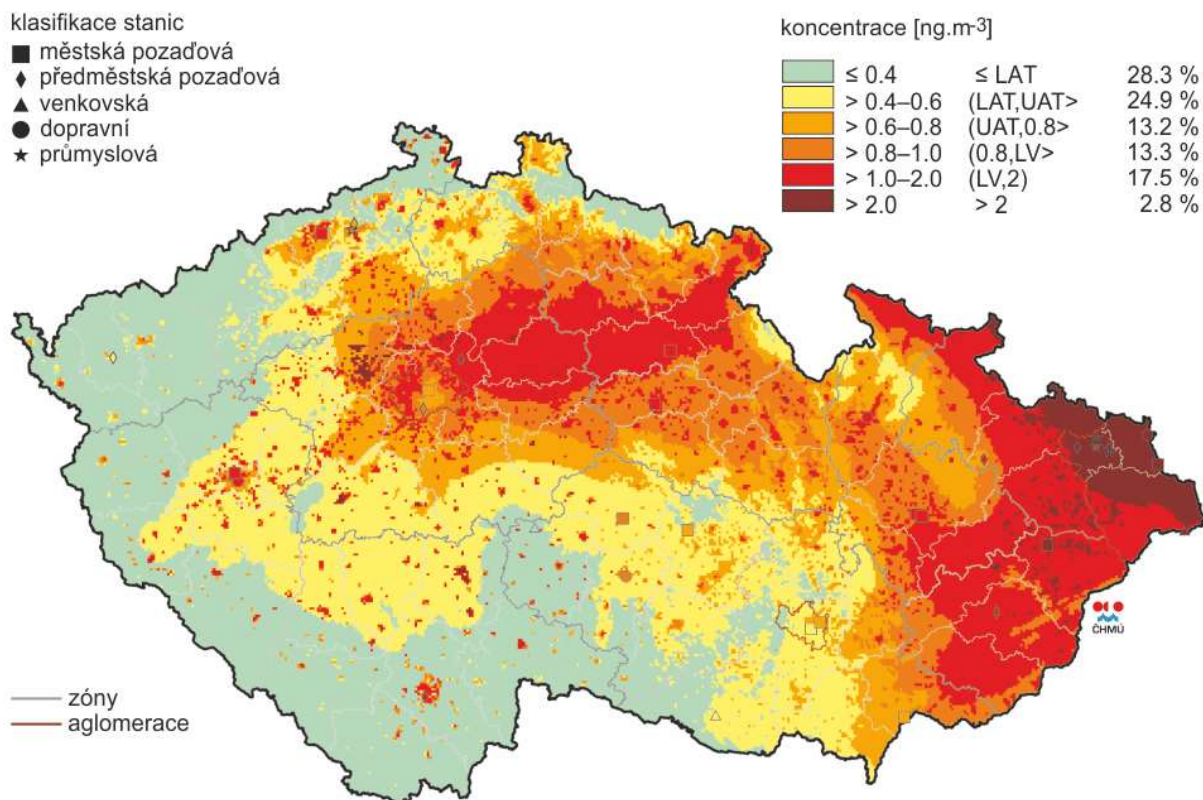 klasifikace stanic
městská pozaďová
předměstská pozaďová
venkovská
dopravní
průmyslová
koncentrace [ng.m-3]
≤ 0.4 ≤ LAT 28.3 %
> 0.4–0.6 (LAT,UAT> 24.9 %
> 0.6–0.8 (UAT,0.8> 13.2 %
> 0.8–1.0 (0.8,LV> 13.3 %
> 1.0–2.0 (LV,2) 17.5 %
> 2.0 > 2 2.8 %
ČHMÚ
zóny
aglomerace